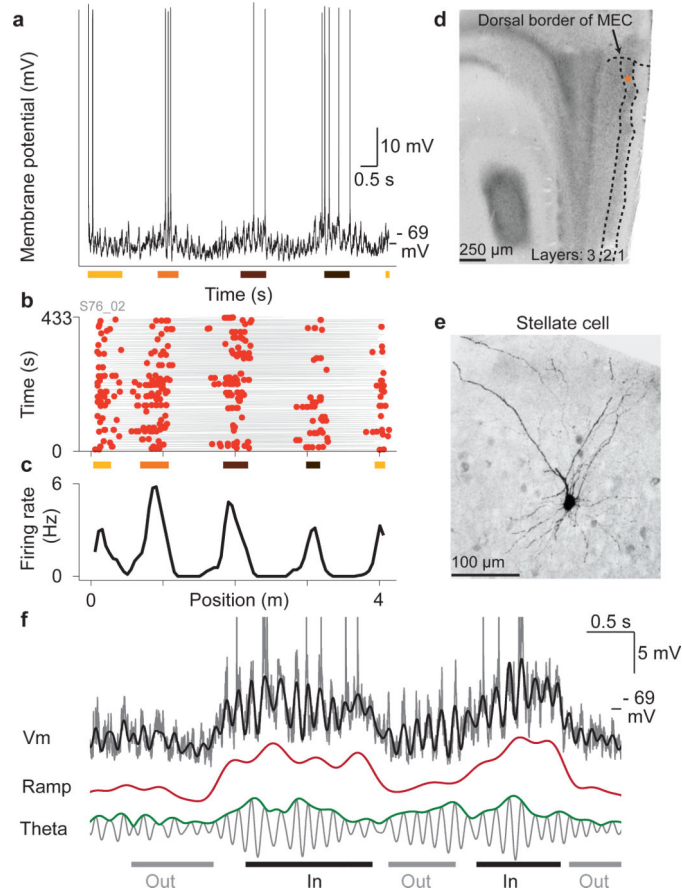 a
Membrane potential (mV)
10 mV
0.5 s
- 69
mV
Time (s)
b
S76_02
433
Time (s)
0
c
6
Firing rate
(Hz)
0
0
Position (m)
4
d
Dorsal border of MEC
250 µm
Layers: 3 2 1
e
Stellate cell
100 µm
f
0.5 s
5 mV
- 69
mV
Vm
Ramp
Theta
Out
In
Out
In
Out